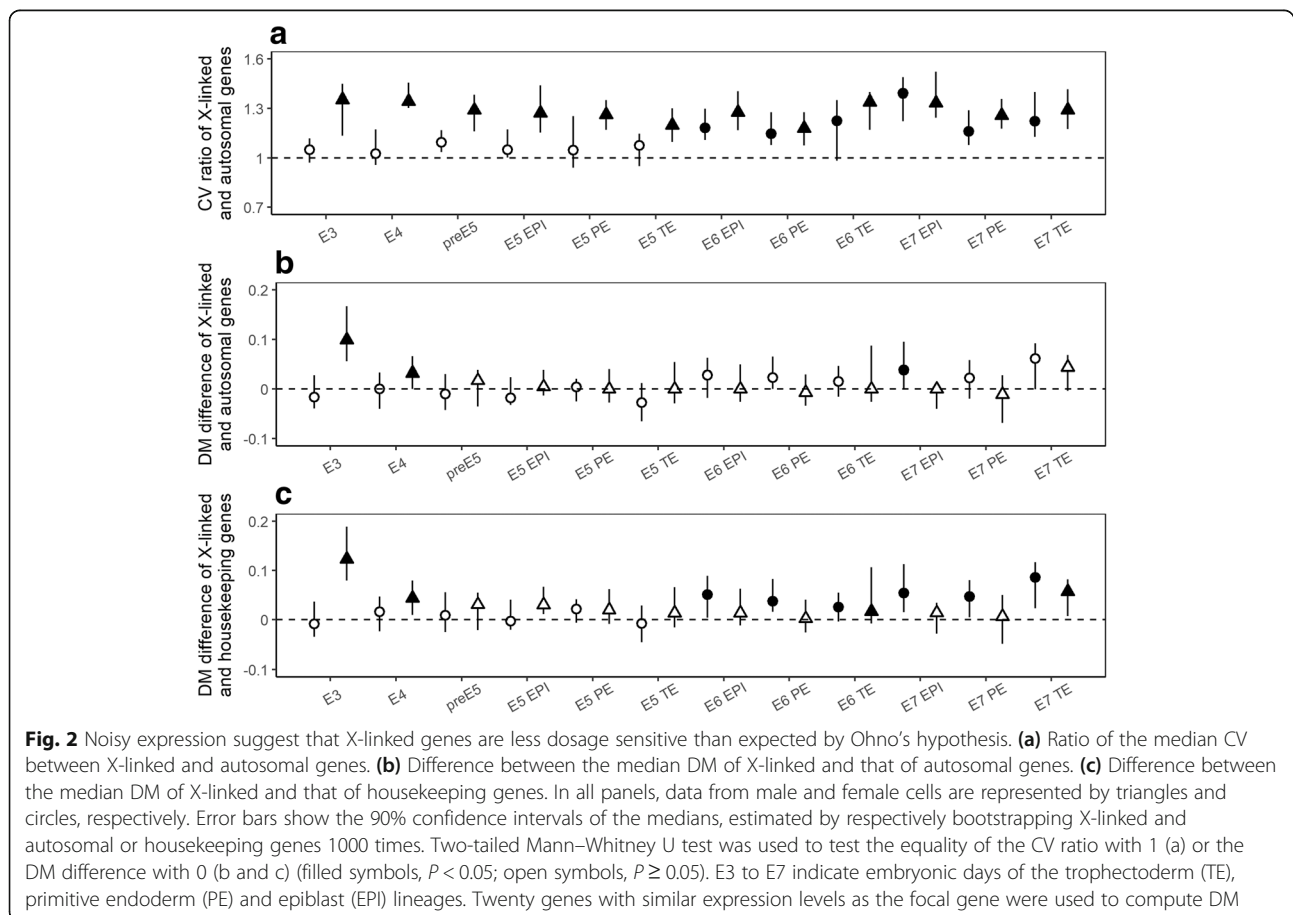 a
CV ratio of X-linked
and autosomal genes
1.6
1.3
1
0.7
E3
E4
preE5
E5 EPI
E5 PE
E5 TE
E6 EPI
E6 PE
E6 TE
E7 EPI
E7 PE
E7 TE
b
DM difference of X-linked
and autosomal genes
0.2
0.1
0
-0.1
E3
E4
preE5
E5 EPI
E5 PE
E5 TE
E6 EPI
E6 PE
E6 TE
E7 EPI
E7 PE
E7 TE
c
DM difference of X-linked
and housekeeping genes
0.2
0.1
0
-0.1
E3
E4
preE5
E5 EPI
E5 PE
E5 TE
E6 EPI
E6 PE
E6 TE
E7 EPI
E7 PE
E7 TE
Fig. 2 Noisy expression suggest that X-linked genes are less dosage sensitive than expected by Ohno's hypothesis. (a) Ratio of the median CV
between X-linked and autosomal genes. (b) Difference between the median DM of X-linked and that of autosomal genes. (c) Difference between
the median DM of X-linked and that of housekeeping genes. In all panels, data from male and female cells are represented by triangles and
circles, respectively. Error bars show the 90% confidence intervals of the medians, estimated by respectively bootstrapping X-linked and
autosomal or housekeeping genes 1000 times. Two-tailed Mann–Whitney U test was used to test the equality of the CV ratio with 1 (a) or the
DM difference with 0 (b and c) (filled symbols, P < 0.05; open symbols, P ≥ 0.05). E3 to E7 indicate embryonic days of the trophectoderm (TE),
primitive endoderm (PE) and epiblast (EPI) lineages. Twenty genes with similar expression levels as the focal gene were used to compute DM